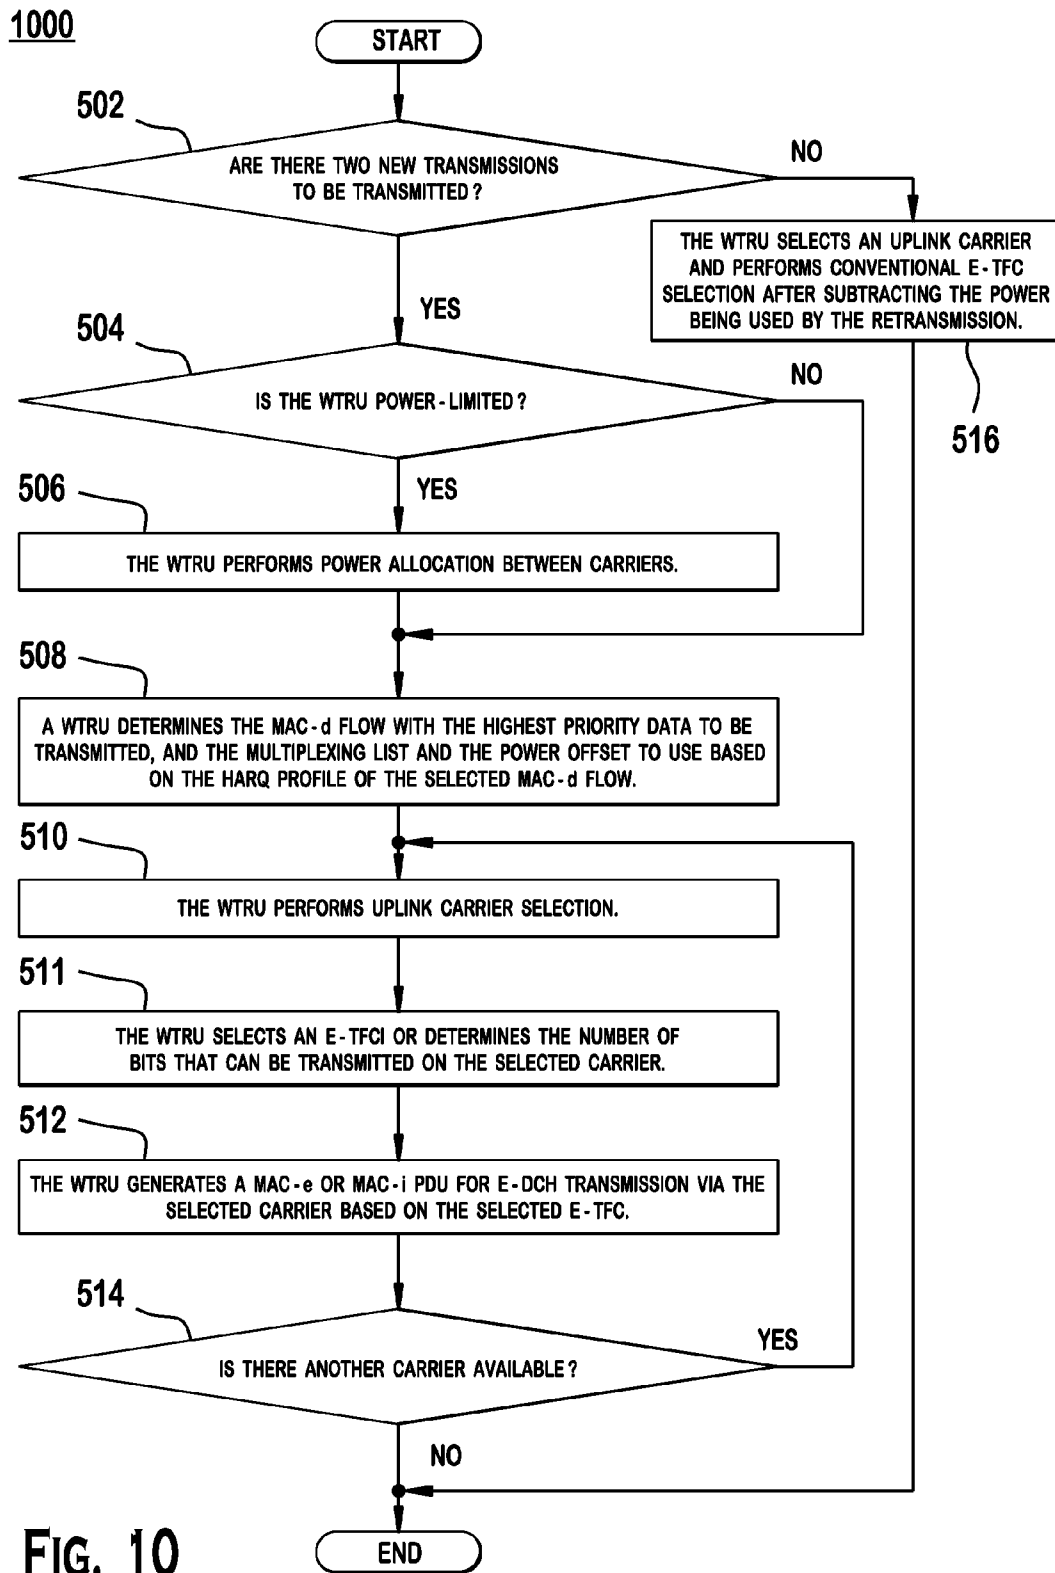 1000
START
502
ARE THERE TWO NEW TRANSMISSIONS
TO BE TRANSMITTED?
NO
THE WTRU SELECTS AN UPLINK CARRIER
AND PERFORMS CONVENTIONAL E-TFC
SELECTION AFTER SUBTRACTING THE POWER
BEING USED BY THE RETRANSMISSION.
516
YES
504
IS THE WTRU POWER-LIMITED?
NO
YES
506
THE WTRU PERFORMS POWER ALLOCATION BETWEEN CARRIERS.
508
A WTRU DETERMINES THE MAC-d FLOW WITH THE HIGHEST PRIORITY DATA TO BE
TRANSMITTED, AND THE MULTIPLEXING LIST AND THE POWER OFFSET TO USE BASED
ON THE HARQ PROFILE OF THE SELECTED MAC-d FLOW.
510
THE WTRU PERFORMS UPLINK CARRIER SELECTION.
511
THE WTRU SELECTS AN E-TFCI OR DETERMINES THE NUMBER OF
BITS THAT CAN BE TRANSMITTED ON THE SELECTED CARRIER.
512
THE WTRU GENERATES A MAC-e OR MAC-i PDU FOR E-DCH TRANSMISSION VIA THE
SELECTED CARRIER BASED ON THE SELECTED E-TFC.
514
IS THERE ANOTHER CARRIER AVAILABLE?
YES
NO
END
FIG. 10